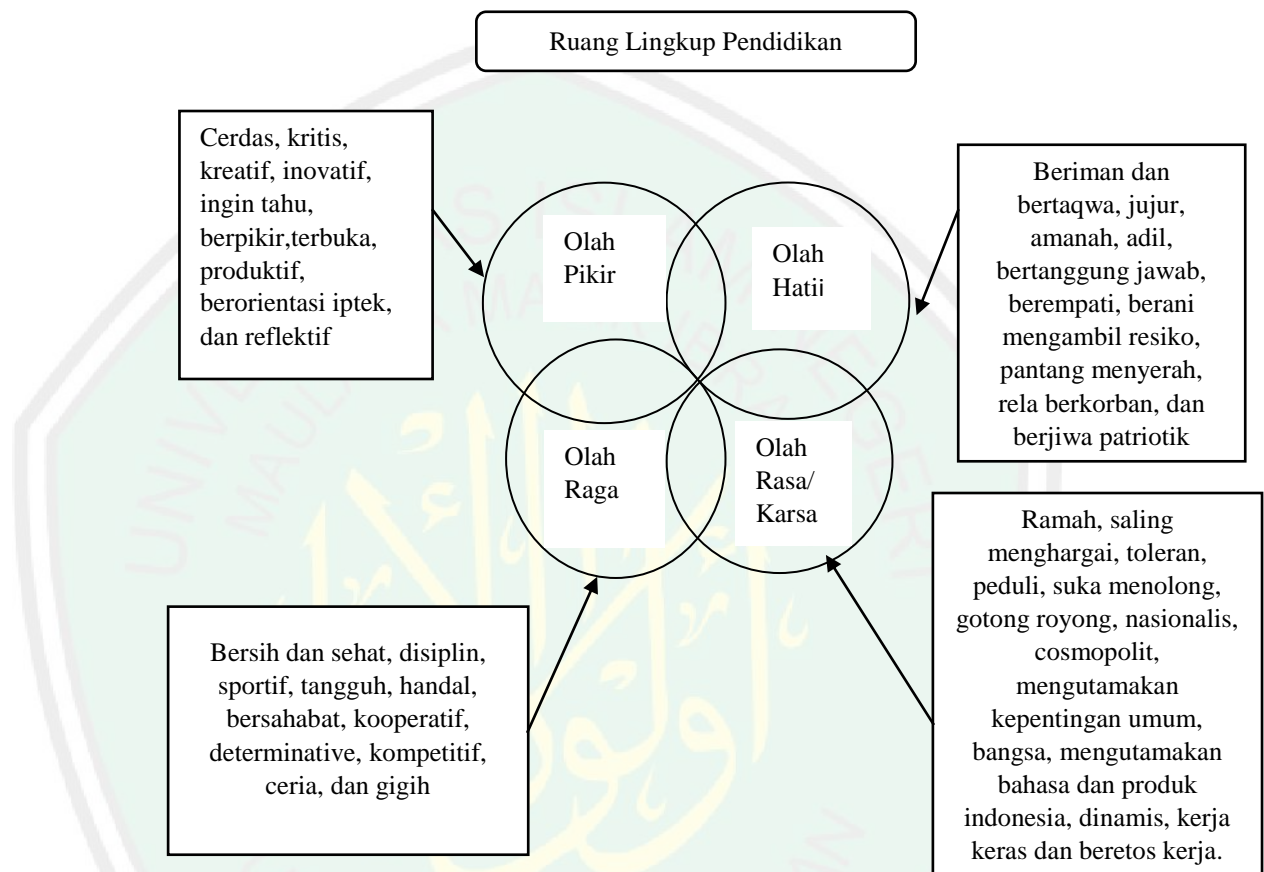 Ruang Lingkup Pendidikan
Cerdas, kritis,
kreatif, inovatif,
ingin tahu,
berpikir,terbuka,
produktif,
berorientasi iptek,
dan reflektif
Olah
Pikir
Olah
Hatii
Beriman dan
bertaqwa, jujur,
amanah, adil,
bertanggung jawab,
berempati, berani
mengambil resiko,
pantang menyerah,
rela berkorban, dan
berjiwa patriotik
Olah
Raga
Olah
Rasa/
Karsa
Bersih dan sehat, disiplin,
sportif, tangguh, handal,
bersahabat, kooperatif,
determinative, kompetitif,
ceria, dan gigih
Ramah, saling
menghargai, toleran,
peduli, suka menolong,
gotong royong, nasionalis,
cosmopolit,
mengutamakan
kepentingan umum,
bangsa, mengutamakan
bahasa dan produk
indonesia, dinamis, kerja
keras dan beretos kerja.